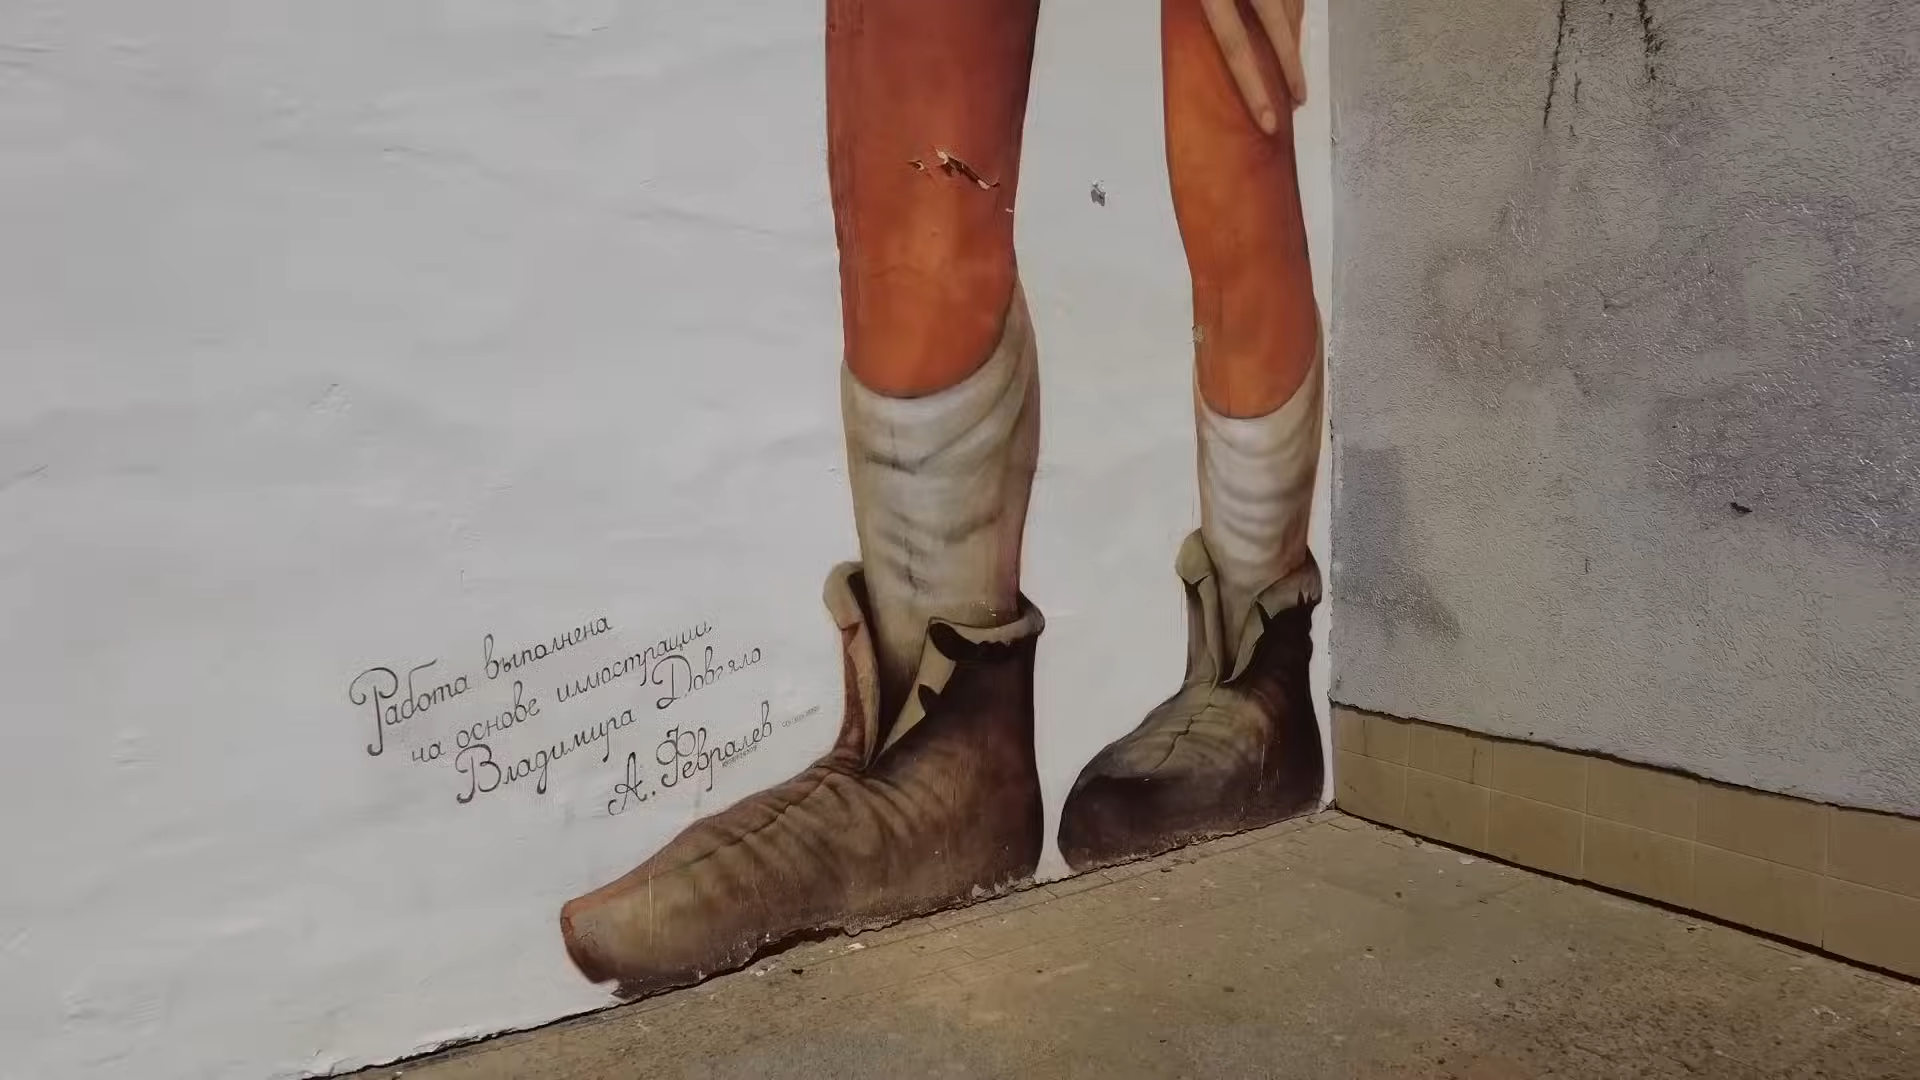 Работа выполнена
на основе иллюстрации
Владимира Довгяло
А. Февралев